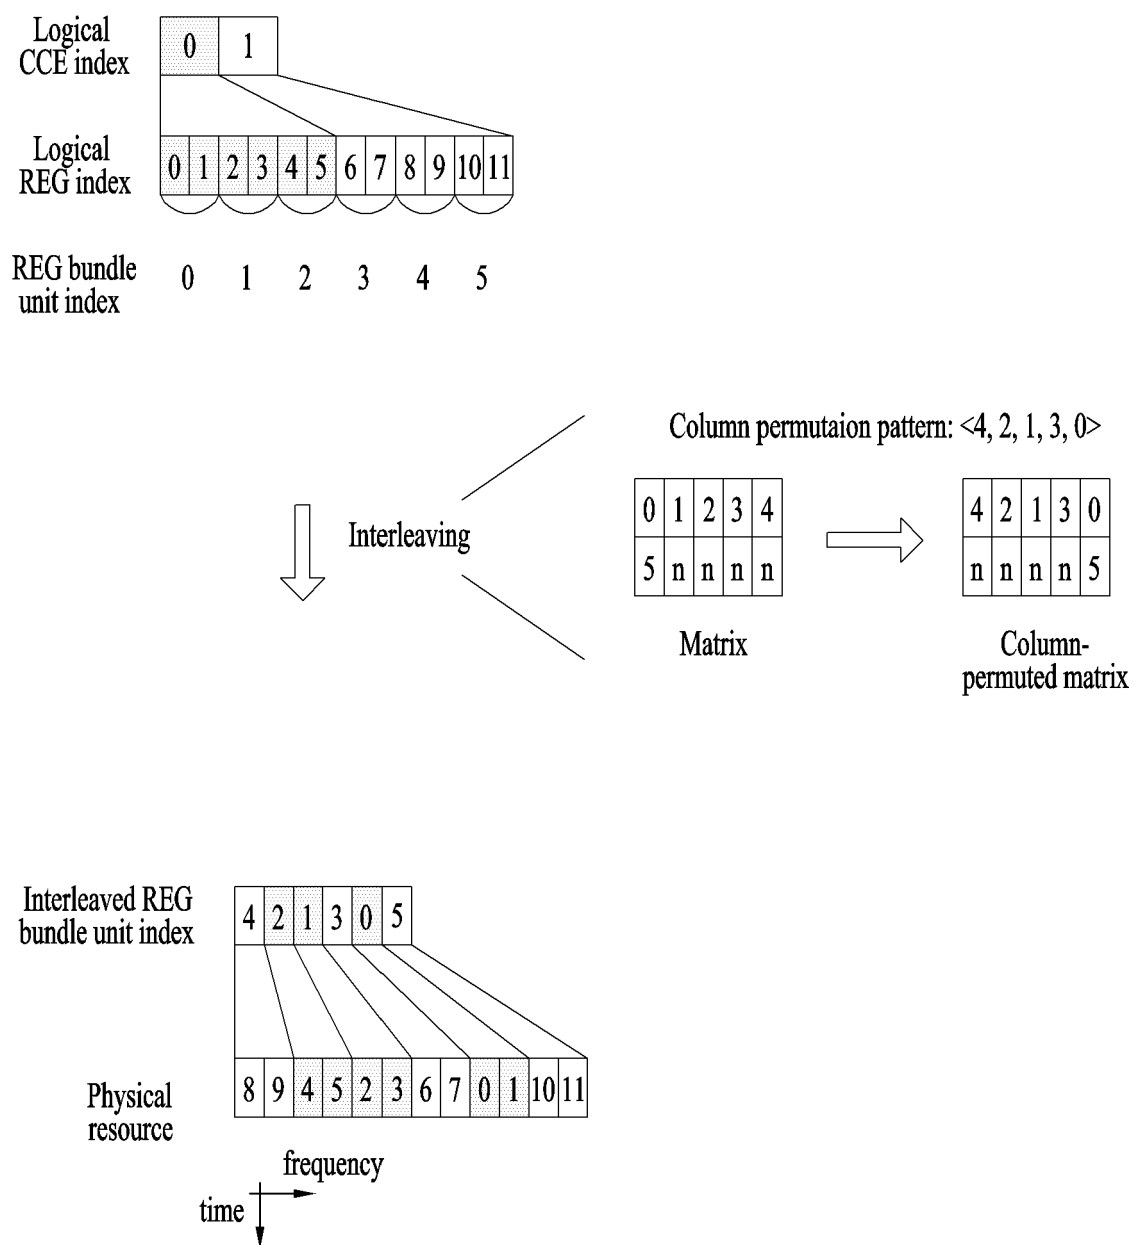 Logical
CCE index
0 1
Logical
REG index
0 1 2 3 4 5 6 7 8 9 10 11
REG bundle
unit index
0 1 2 3 4 5
Column permutaion pattern: <4, 2, 1, 3, 0>
Interleaving
0 1 2 3 4
5 n n n n
Matrix
4 2 1 3 0
n n n n 5
Column-
permuted matrix
Interleaved REG
bundle unit index
4 2 1 3 0 5
Physical
resource
8 9 4 5 2 3 6 7 0 1 10 11
frequency
time